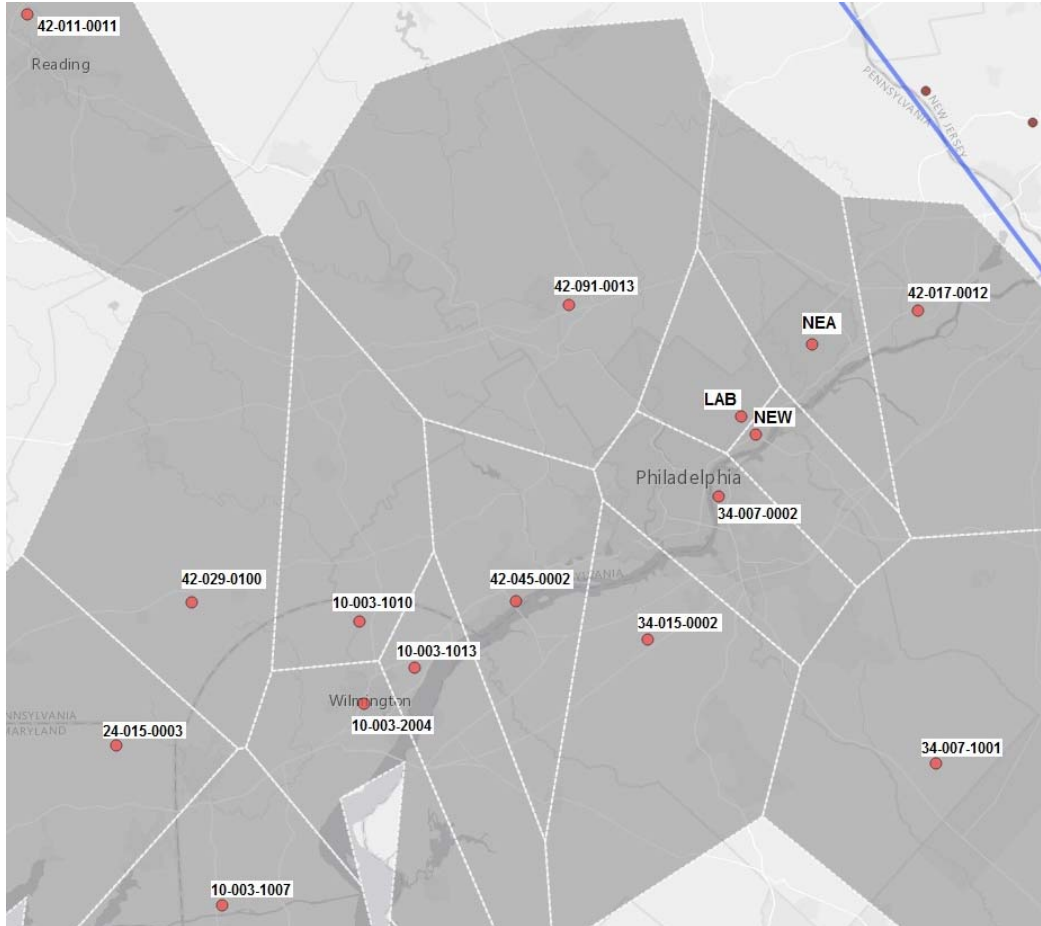 42-011-0011
Reading
PENNSYLVANIA
NEW JERSEY
42-091-0013
42-017-0012
NEA
LAB
NEW
Philadelphia
34-007-0002
42-029-0100
42-045-0002
10-003-1010
34-015-0002
10-003-1013
Wilmington
10-003-2004
24-015-0003
MARYLAND
34-007-1001
10-003-1007